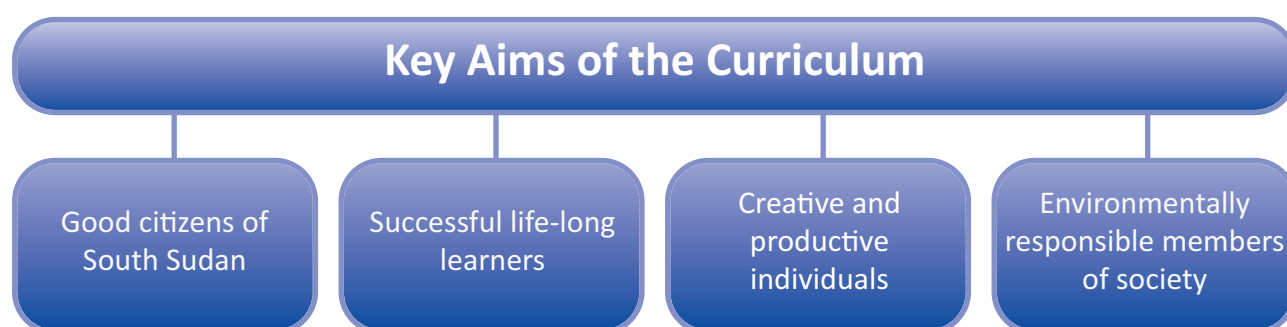 Key Aims of the Curriculum
Good citizens of
South Sudan
Successful life-long
learners
Creative and
productive
individuals
Environmentally
responsible members
of society